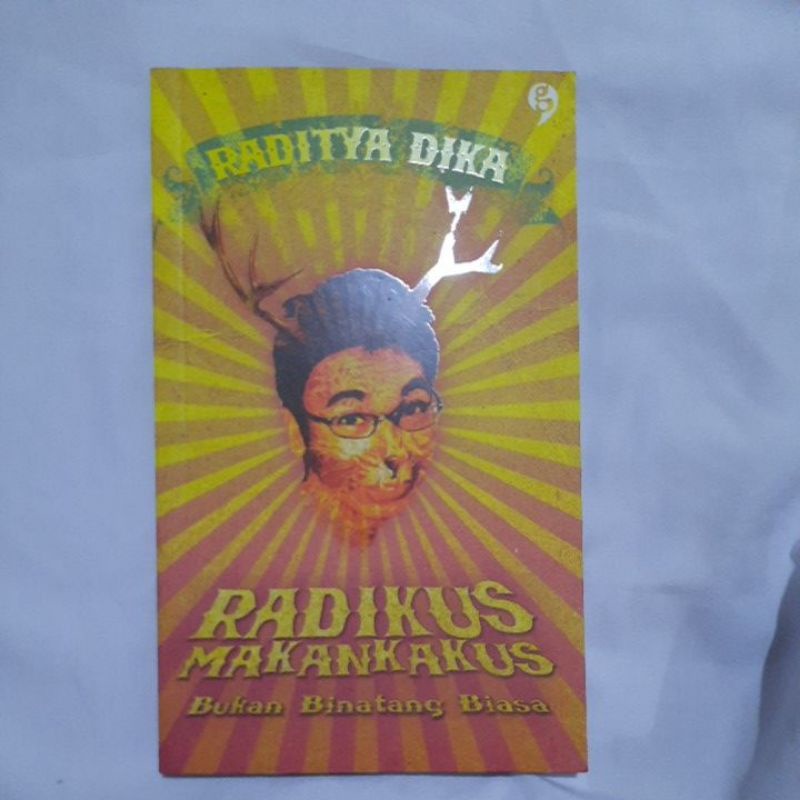 g
RADITYA DIKA
RADIKUS
MAKANKAKUS
Bukan Binatang Biasa